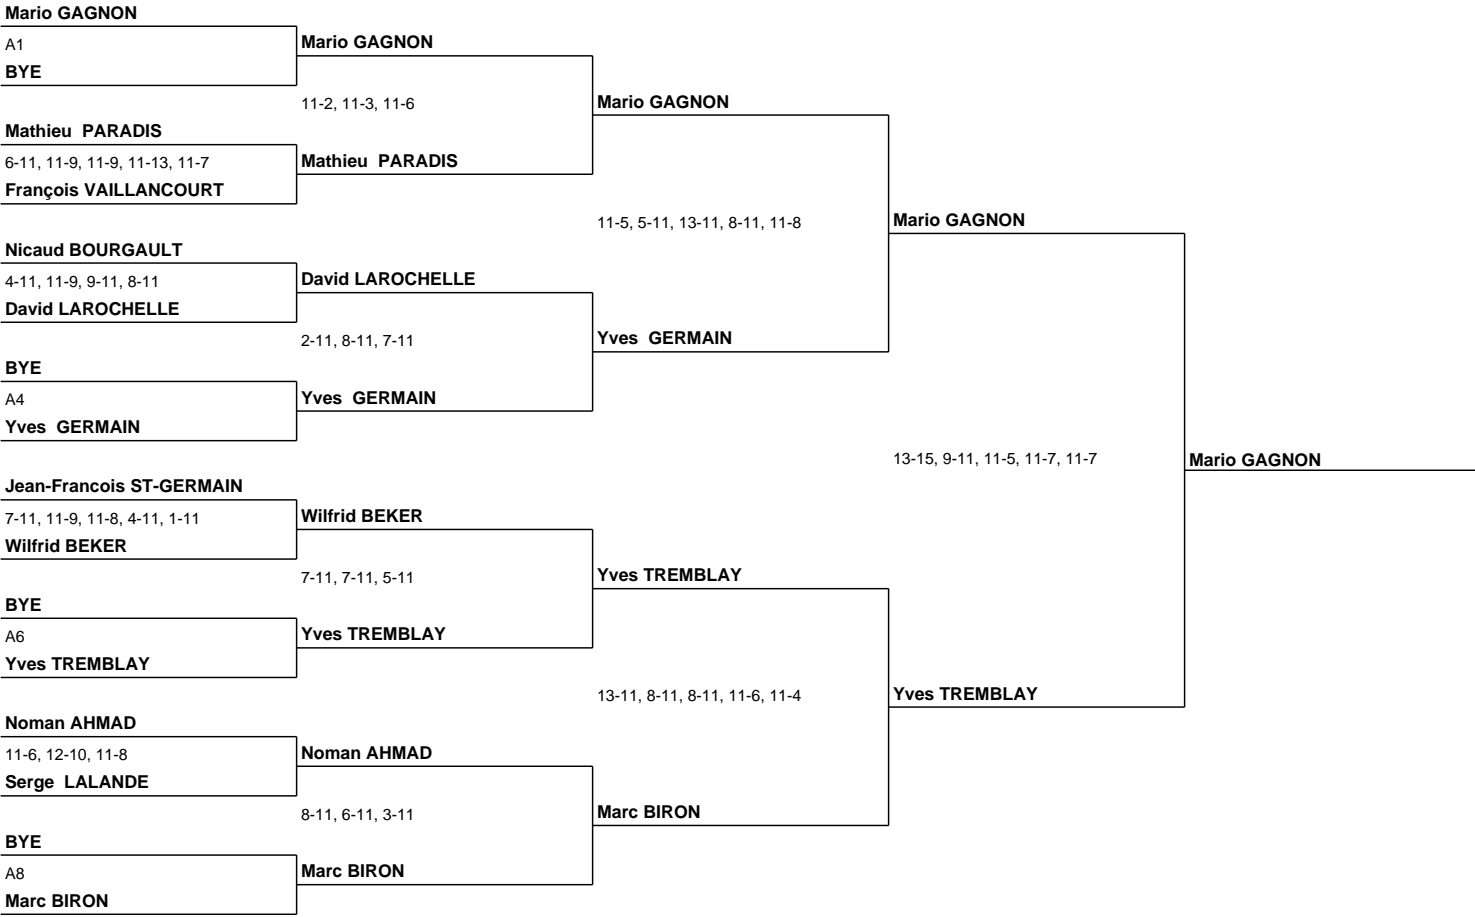 Mario GAGNON
A1
BYE
Mathieu  PARADIS
6-11, 11-9, 11-9, 11-13, 11-7
François VAILLANCOURT
Nicaud BOURGAULT
4-11, 11-9, 9-11, 8-11
David LAROCHELLE
BYE
A4
Yves  GERMAIN
Jean-Francois ST-GERMAIN
7-11, 11-9, 11-8, 4-11, 1-11
Wilfrid BEKER
BYE
A6
Yves TREMBLAY
Noman AHMAD
11-6, 12-10, 11-8
Serge  LALANDE
BYE
A8
Marc BIRON
Mario GAGNON
11-2, 11-3, 11-6
Mathieu  PARADIS
David LAROCHELLE
2-11, 8-11, 7-11
Yves  GERMAIN
Wilfrid BEKER
7-11, 7-11, 5-11
Yves TREMBLAY
Noman AHMAD
8-11, 6-11, 3-11
Marc BIRON
Mario GAGNON
11-5, 5-11, 13-11, 8-11, 11-8
Yves  GERMAIN
Yves TREMBLAY
13-11, 8-11, 8-11, 11-6, 11-4
Marc BIRON
Mario GAGNON
13-15, 9-11, 11-5, 11-7, 11-7
Yves TREMBLAY
Mario GAGNON